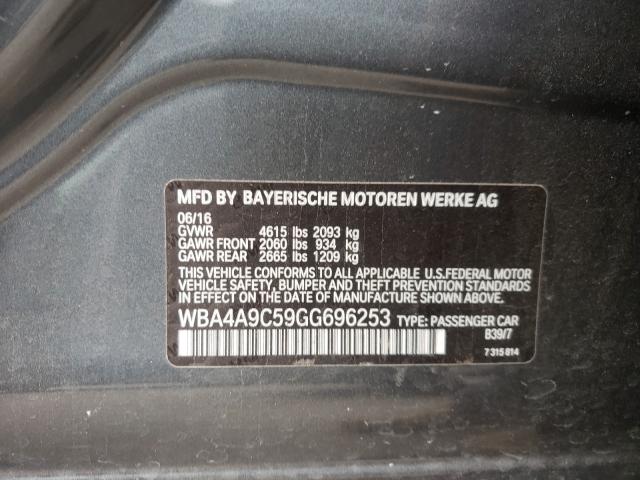 MFD BY BAYERISCHE MOTOREN WERKE AG
06/16
GVWR 4615 lbs 2093 kg
GAWR FRONT 2060 lbs 934 kg
GAWR REAR 2665 lbs 1209 kg
THIS VEHICLE CONFORMS TO ALL APPLICABLE U.S.FEDERAL MOTOR
VEHICLE SAFETY, BUMPER AND THEFT PREVENTION STANDARDS
IN EFFECT ON THE DATE OF MANUFACTURE SHOWN ABOVE.
WBA4A9C59GG696253 TYPE: PASSENGER CAR
B39/7
7 315 814